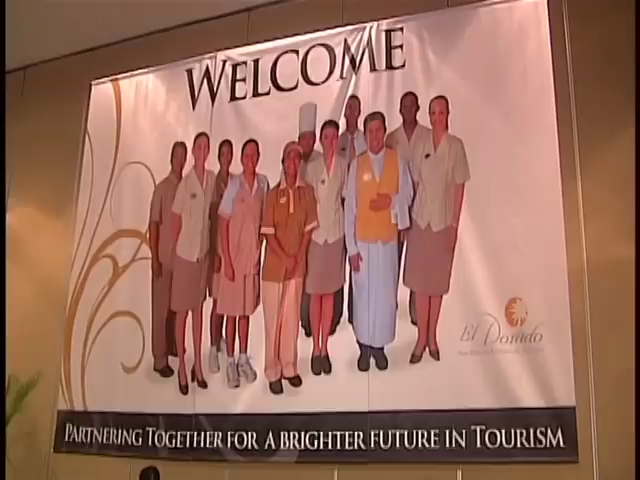 WELCOME
El Dorado
PARTNERING TOGETHER FOR A BRIGHTER FUTURE IN TOURISM